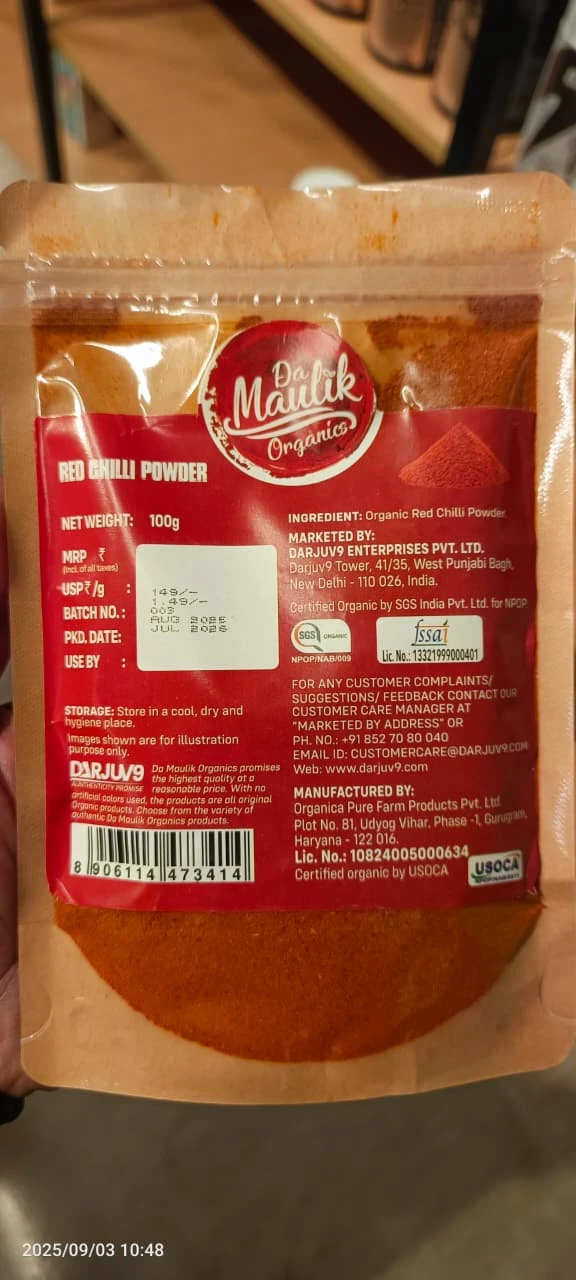 Da
Maulik
Organics
RED CHILLI POWDER
NET WEIGHT: 100g
MRP ₹
(Incl. of all taxes)
USP ₹/g :
BATCH NO. :
PKD. DATE:
USE BY :
149/-
1.49/-
003
AUG 2025
JUL 2026
STORAGE: Store in a cool, dry and
hygiene place.
Images shown are for illustration
purpose only.
DARJUV9
AUTHENTICITY PROMISE
Da Maulik Organics promises
the highest quality at a
reasonable price. With no
artificial colors used, the products are all original
Organic products. Choose from the variety of
authentic Da Maulik Organics products.
8 906114 473414
INGREDIENT: Organic Red Chilli Powder.
MARKETED BY:
DARJUV9 ENTERPRISES PVT. LTD.
Darjuv9 Tower, 41/35, West Punjabi Bagh,
New Delhi - 110 026, India.
Certified Organic by SGS India Pvt. Ltd. for NPOP
SGS ORGANIC
NPOP/NAB/009
fssai
Lic. No.: 13321999000401
FOR ANY CUSTOMER COMPLAINTS/
SUGGESTIONS/ FEEDBACK CONTACT OUR
CUSTOMER CARE MANAGER AT
"MARKETED BY ADDRESS" OR
PH. NO.: +91 852 70 80 040
EMAIL ID: CUSTOMERCARE@DARJUV9.COM
Web: www.darjuv9.com
MANUFACTURED BY:
Organica Pure Farm Products Pvt. Ltd.
Plot No. 81, Udyog Vihar, Phase -1, Gurugram,
Haryana - 122 016.
Lic. No.: 10824005000634
Certified organic by USOCA
USOCA
2025/09/03 10:48